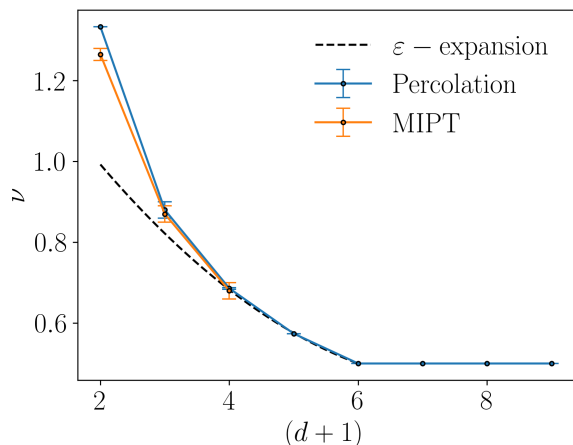 ε − expansion
Percolation
MIPT
1.2
1.0
0.8
0.6
ν
2
4
6
8
(d + 1)